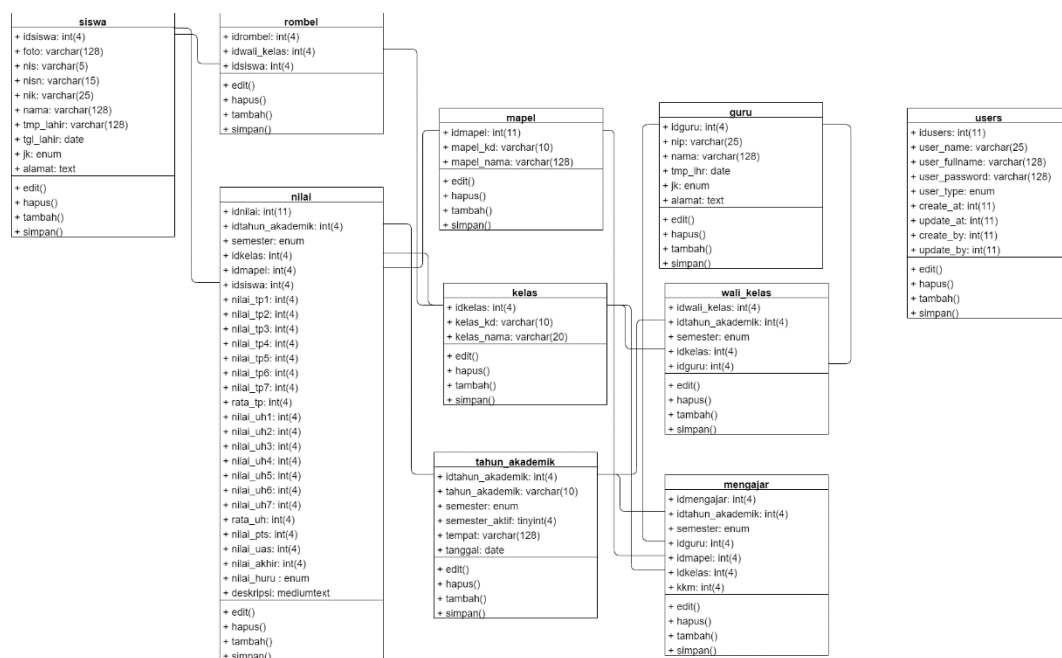 siswa
+ idsiswa: int(4)
+ foto: varchar(128)
+ nis: varchar(5)
+ nisn: varchar(15)
+ nik: varchar(25)
+ nama: varchar(128)
+ tmp_lahir: varchar(128)
+ tgl_lahir: date
+ jk: enum
+ alamat: text
+ edit()
+ hapus()
+ tambah()
+ simpan()
rombel
+ idrombel: int(4)
+ idwali_kelas: int(4)
+ idsiswa: int(4)
+ edit()
+ hapus()
+ tambah()
+ simpan()
nilai
+ idnilai: int(11)
+ idtahun_akademik: int(4)
+ semester: enum
+ idkelas: int(4)
+ idmapel: int(4)
+ idsiswa: int(4)
+ nilai_tp1: int(4)
+ nilai_tp2: int(4)
+ nilai_tp3: int(4)
+ nilai_tp4: int(4)
+ nilai_tp5: int(4)
+ nilai_tp6: int(4)
+ nilai_tp7: int(4)
+ rata_tp: int(4)
+ nilai_uh1: int(4)
+ nilai_uh2: int(4)
+ nilai_uh3: int(4)
+ nilai_uh4: int(4)
+ nilai_uh5: int(4)
+ nilai_uh6: int(4)
+ nilai_uh7: int(4)
+ rata_uh: int(4)
+ nilai_pts: int(4)
+ nilai_uas: int(4)
+ nilai_akhir: int(4)
+ nilai_huru : enum
+ deskripsi: mediumtext
+ edit()
+ hapus()
+ tambah()
+ simpan()
mapel
+ idmapel: int(11)
+ mapel_kd: varchar(10)
+ mapel_nama: varchar(128)
+ edit()
+ hapus()
+ tambah()
+ simpan()
kelas
+ idkelas: int(4)
+ kelas_kd: varchar(10)
+ kelas_nama: varchar(20)
+ edit()
+ hapus()
+ tambah()
+ simpan()
tahun_akademik
+ idtahun_akademik: int(4)
+ tahun_akademik: varchar(10)
+ semester: enum
+ semester_aktif: tinyint(4)
+ tempat: varchar(128)
+ tanggal: date
+ edit()
+ hapus()
+ tambah()
+ simpan()
guru
+ idguru: int(4)
+ nip: varchar(25)
+ nama: varchar(128)
+ tmp_lhr: date
+ jk: enum
+ alamat: text
+ edit()
+ hapus()
+ tambah()
+ simpan()
wali_kelas
+ idwali_kelas: int(4)
+ idtahun_akademik: int(4)
+ semester: enum
+ idkelas: int(4)
+ idguru: int(4)
+ edit()
+ hapus()
+ tambah()
+ simpan()
mengajar
+ idmengajar: int(4)
+ idtahun_akademik: int(4)
+ semester: enum
+ idguru: int(4)
+ idmapel: int(4)
+ idkelas: int(4)
+ kkm: int(4)
+ edit()
+ hapus()
+ tambah()
+ simpan()
users
+ idusers: int(11)
+ user_name: varchar(25)
+ user_fullname: varchar(128)
+ user_password: varchar(128)
+ user_type: enum
+ create_at: int(11)
+ update_at: int(11)
+ create_by: int(11)
+ update_by: int(11)
+ edit()
+ hapus()
+ tambah()
+ simpan()